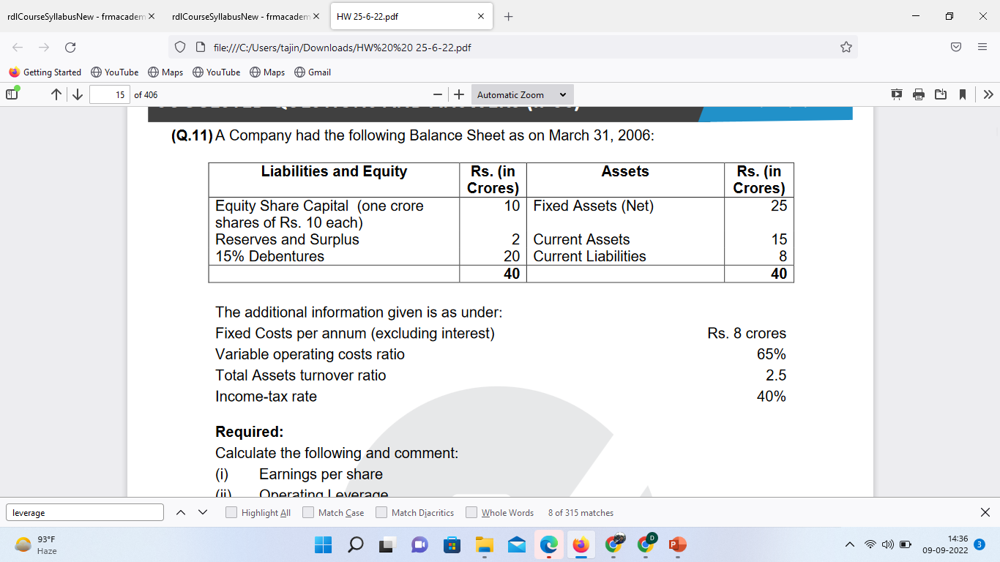 rdlCourseSyllabusNew - frmacadem
rdlCourseSyllabusNew - frmacadem
HW 25-6-22.pdf
file:///C:/Users/tajin/Downloads/HW%20%20 25-6-22.pdf
Getting Started YouTube Maps YouTube Maps Gmail
15 of 406 Automatic Zoom
(Q.11) A Company had the following Balance Sheet as on March 31, 2006:
Liabilities and Equity Rs. (in Crores) Assets Rs. (in Crores)
Equity Share Capital (one crore shares of Rs. 10 each) 10 Fixed Assets (Net) 25
Reserves and Surplus 2 Current Assets 15
15% Debentures 20 Current Liabilities 8
40 40
The additional information given is as under:
Fixed Costs per annum (excluding interest) Rs. 8 crores
Variable operating costs ratio 65%
Total Assets turnover ratio 2.5
Income-tax rate 40%
Required:
Calculate the following and comment:
(i) Earnings per share
(ii) Operating Leverage
leverage Highlight All Match Case Match Diacritics Whole Words 8 of 315 matches
93°F
Haze
14:36
09-09-2022
3